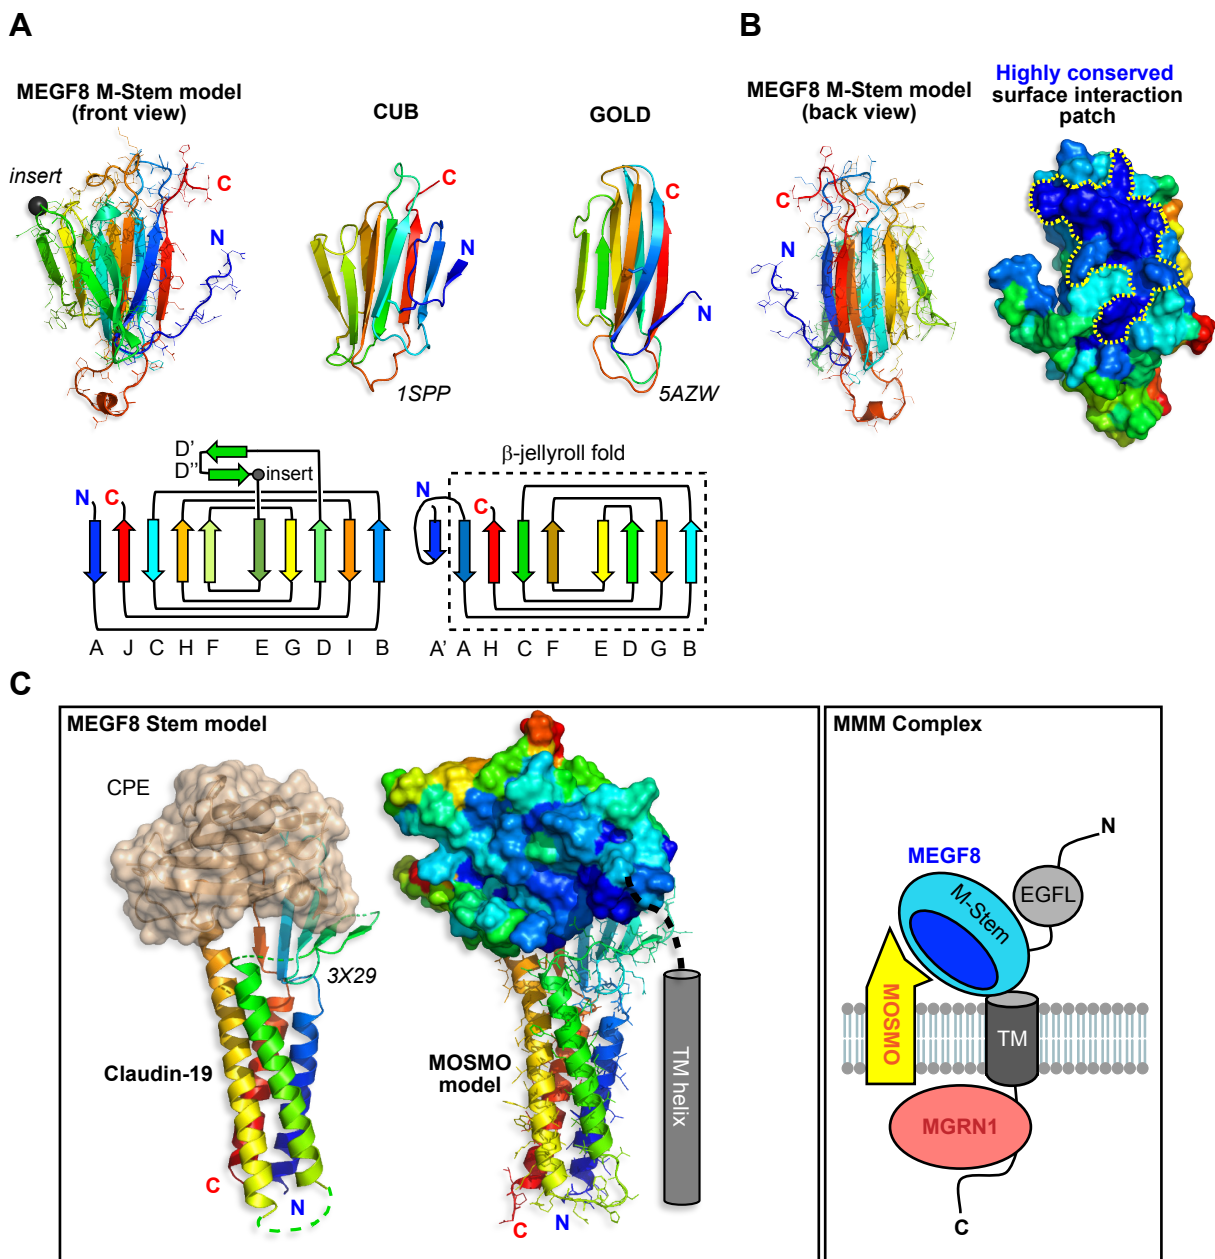 A
MEGF8 M-Stem model
(front view)
insert
C
N
CUB
C
N
1SPP
GOLD
C
N
5AZW
D'
D''
insert
N
C
A J C H F E G D I B
β-jellyroll fold
N
C
A' A H C F E D G B
B
MEGF8 M-Stem model
(back view)
C
N
Highly conserved
surface interaction
patch
C
MEGF8 Stem model
CPE
3X29
Claudin-19
C
N
MOSMO
model
TM helix
C
N
MMM Complex
N
MEGF8
EGFL
M-Stem
MOSMO
TM
MGRN1
C